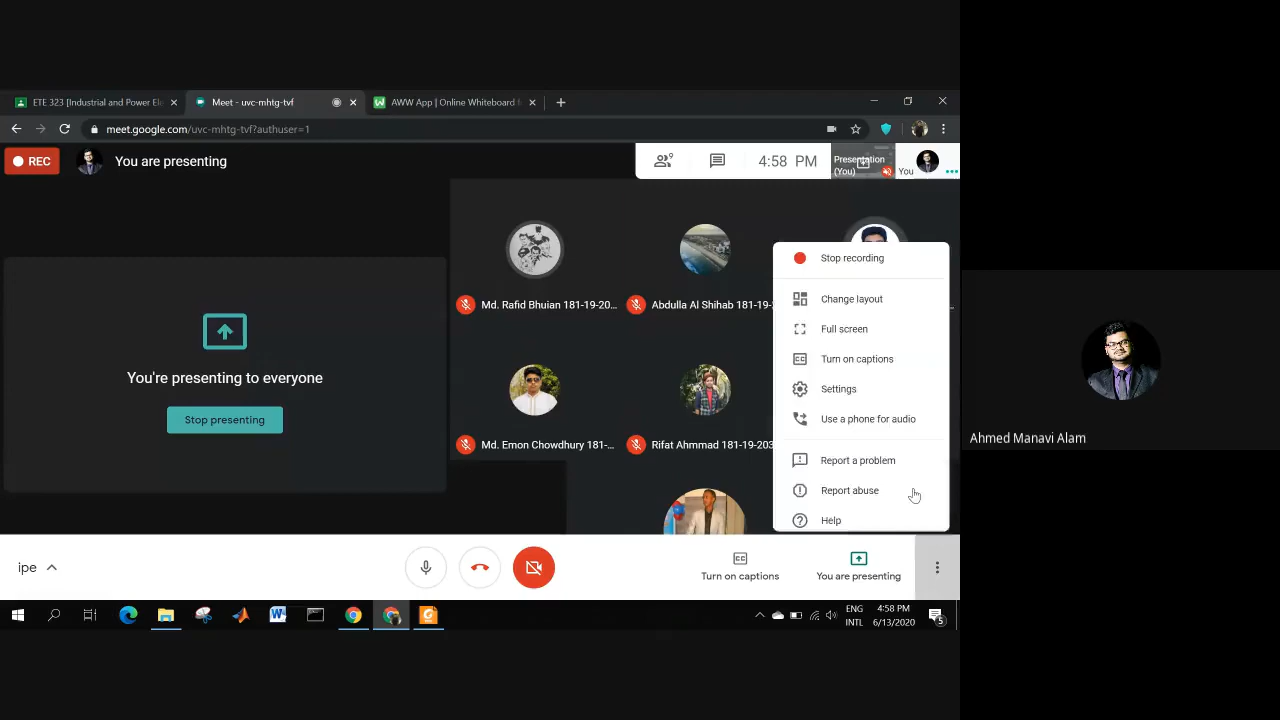 ETE 323 [Industrial and Power Ele
Meet - uvc-mhtg-tvf
AWW App | Online Whiteboard f
meet.google.com/uvc-mhtg-tvf?authuser=1
REC
You are presenting
9
4:58 PM
Presentation
(You)
You
Stop recording
Change layout
Full screen
Turn on captions
Settings
Use a phone for audio
Report a problem
Report abuse
Help
Md. Rafid Bhuian 181-19-20...
Abdulla Al Shihab 181-19-2
Md. Emon Chowdhury 181-...
Rifat Ahmmad 181-19-203
You're presenting to everyone
Stop presenting
Ahmed Manavi Alam
ipe
Turn on captions
You are presenting
ENG
INTL
4:58 PM
6/13/2020
5